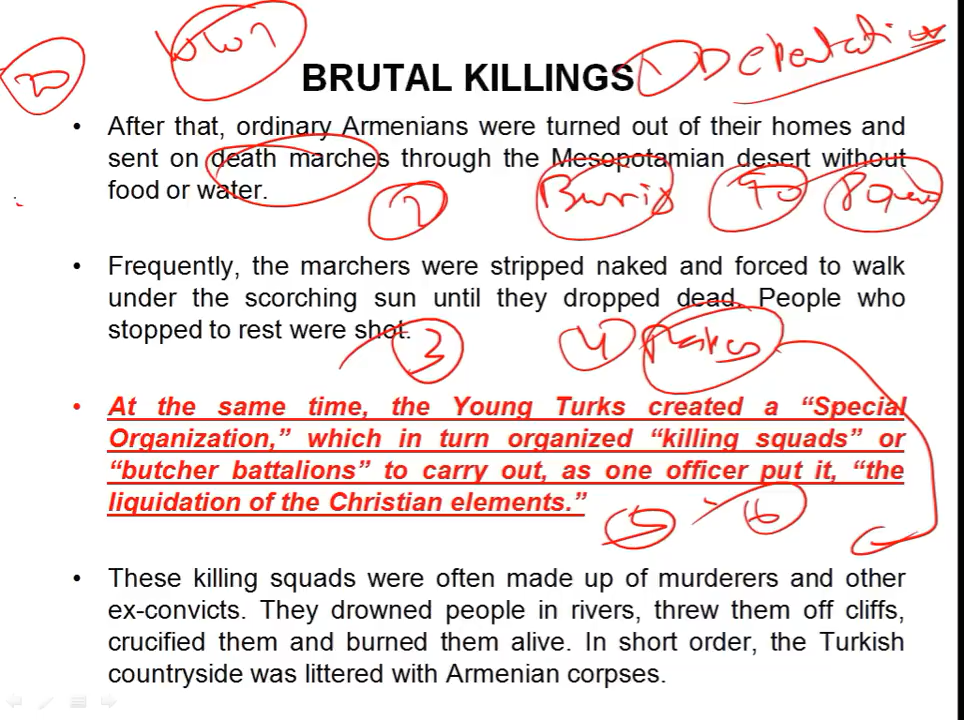 BRUTAL KILLINGS
• After that, ordinary Armenians were turned out of their homes and
sent on death marches through the Mesopotamian desert without
food or water.
2
• Frequently, the marchers were stripped naked and forced to walk
under the scorching sun until they dropped dead. People who
stopped to rest were shot.
3 4
• At the same time, the Young Turks created a “Special
Organization,” which in turn organized “killing squads” or
“butcher battalions” to carry out, as one officer put it, “the
liquidation of the Christian elements.”
5 6
• These killing squads were often made up of murderers and other
ex-convicts. They drowned people in rivers, threw them off cliffs,
crucified them and burned them alive. In short order, the Turkish
countryside was littered with Armenian corpses.